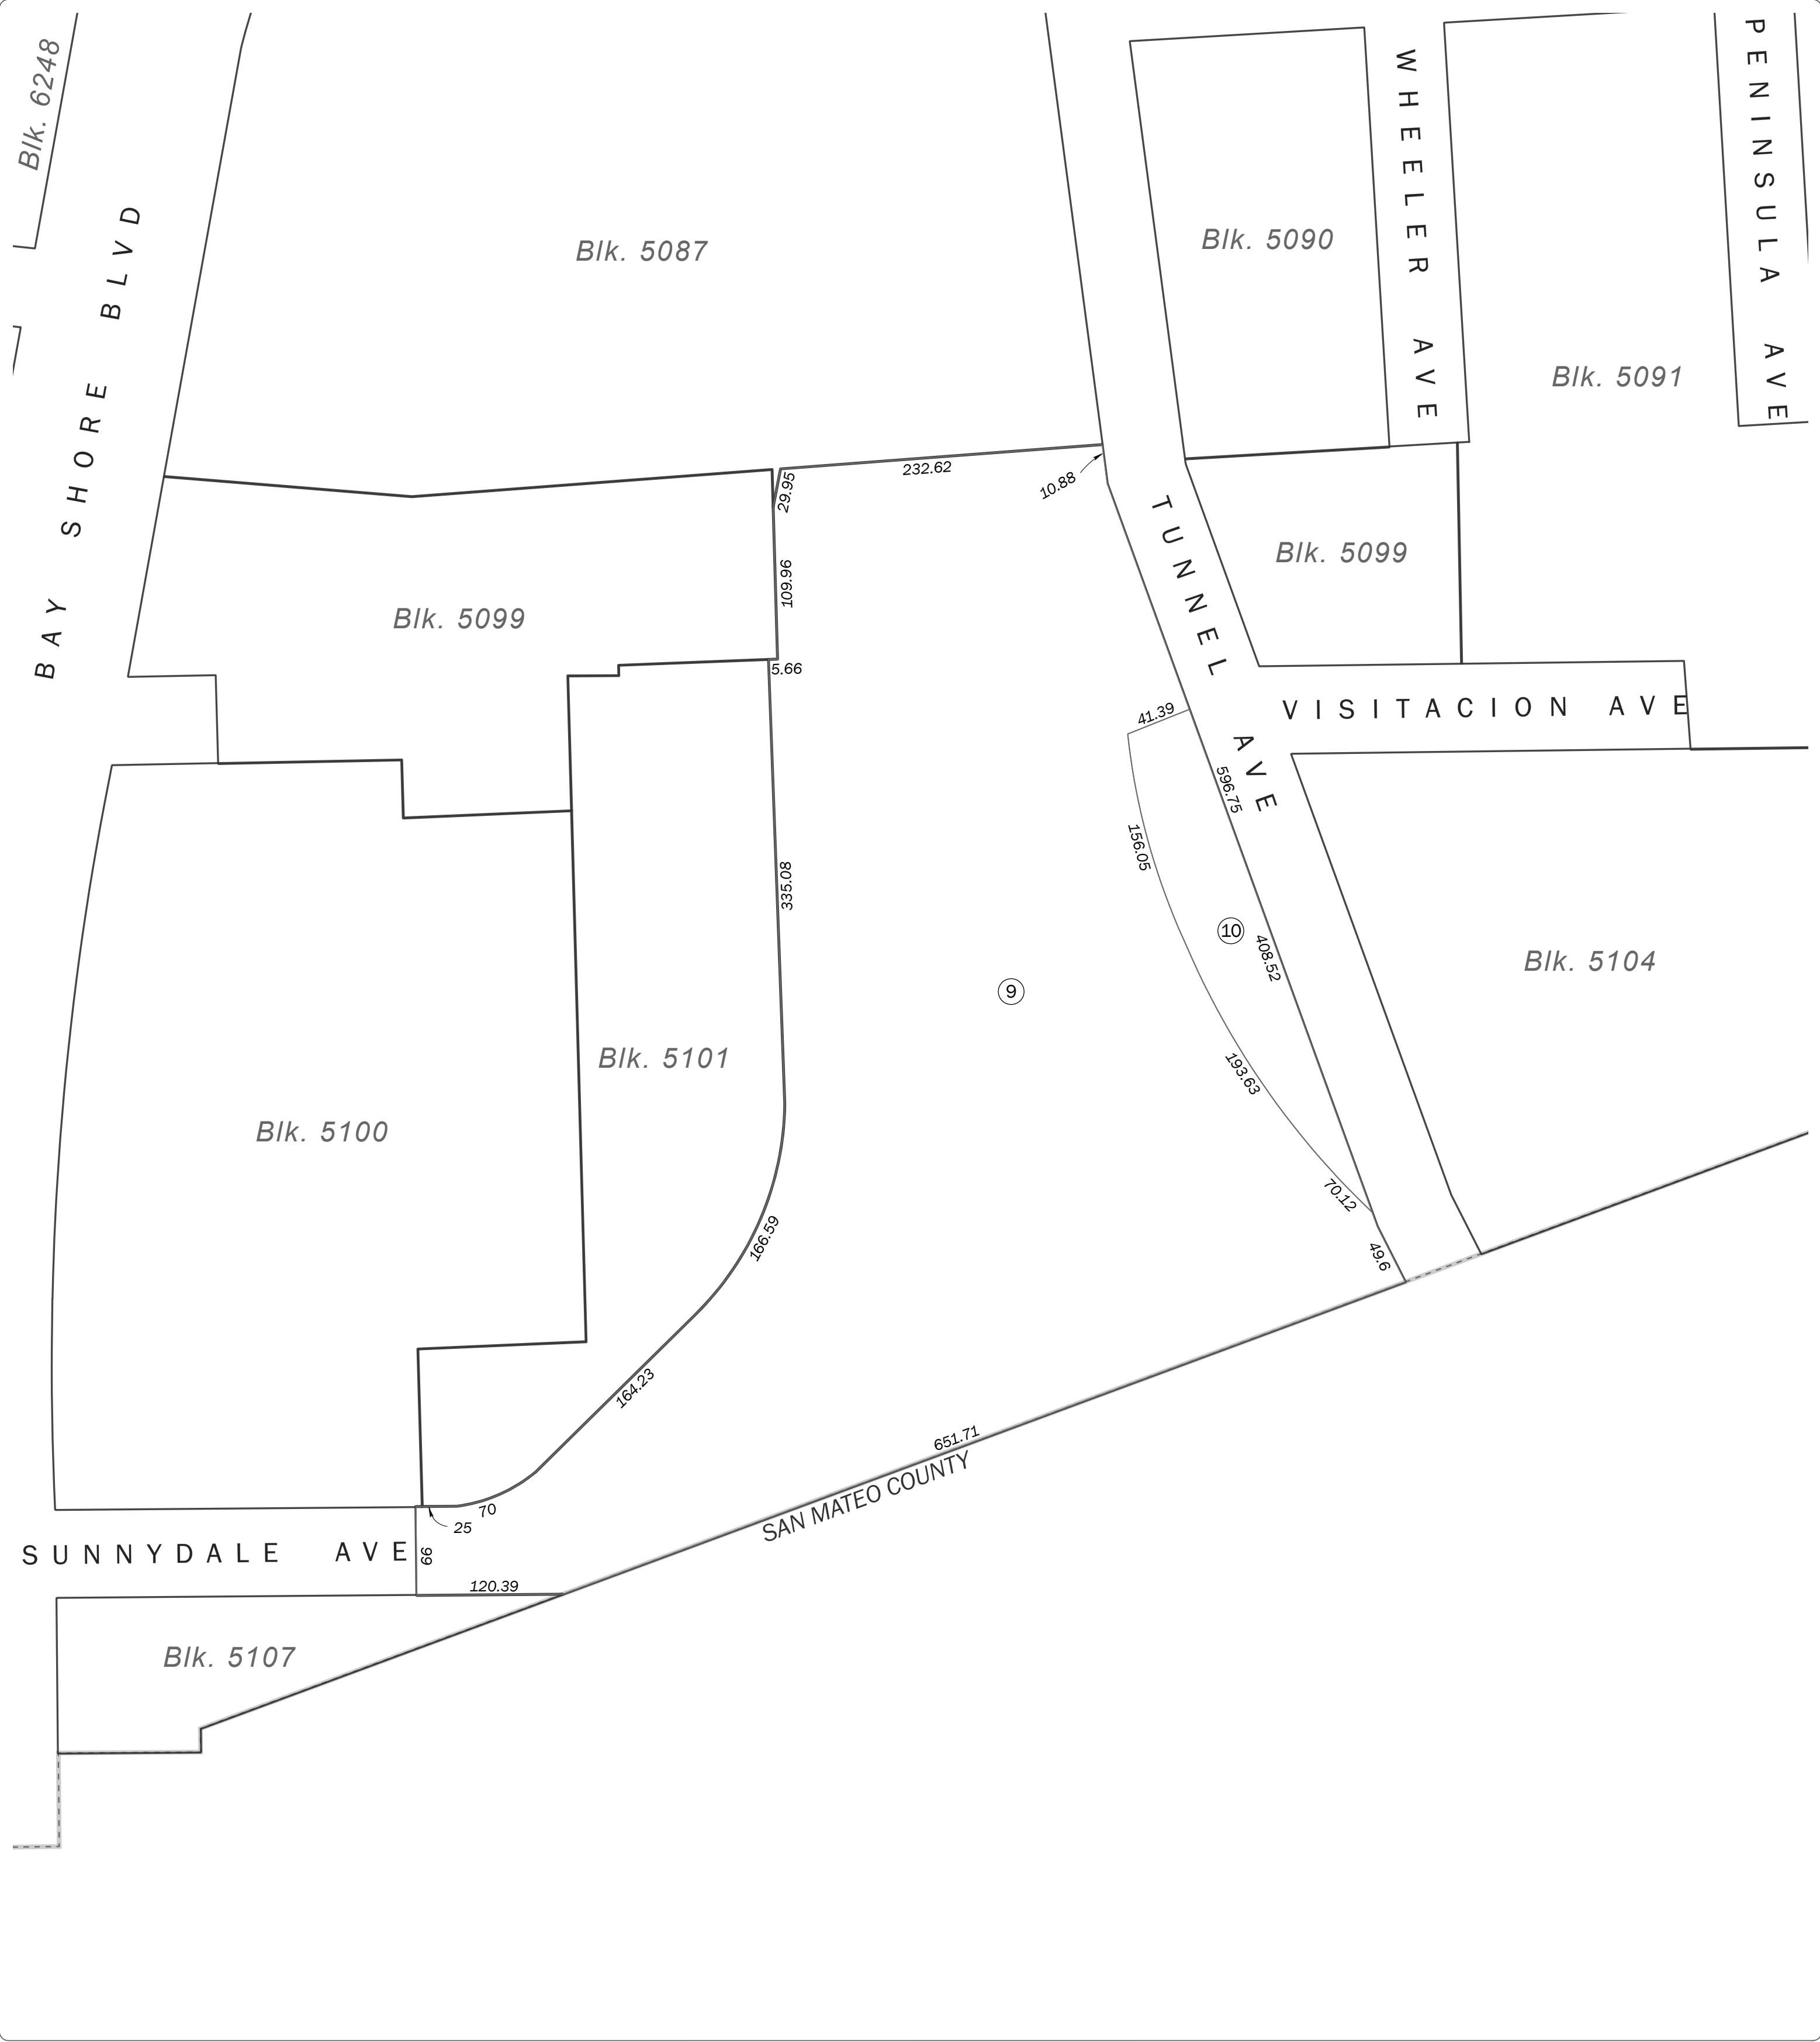 Blk. 6248
BAY SHORE BLVD
Blk. 5087
Blk. 5090
WHEELER AVE
PENINSULA AVE
Blk. 5091
232.62
29.95
10.88
TUNNEL AVE
Blk. 5099
109.96
Blk. 5099
5.66
VISITACION AVE
41.39
596.75
156.05
335.08
10
408.52
9
Blk. 5104
Blk. 5101
193.63
Blk. 5100
70.12
166.59
49.6
164.23
651.71
SAN MATEO COUNTY
70
25
SUNNYDALE AVE
66
120.39
Blk. 5107